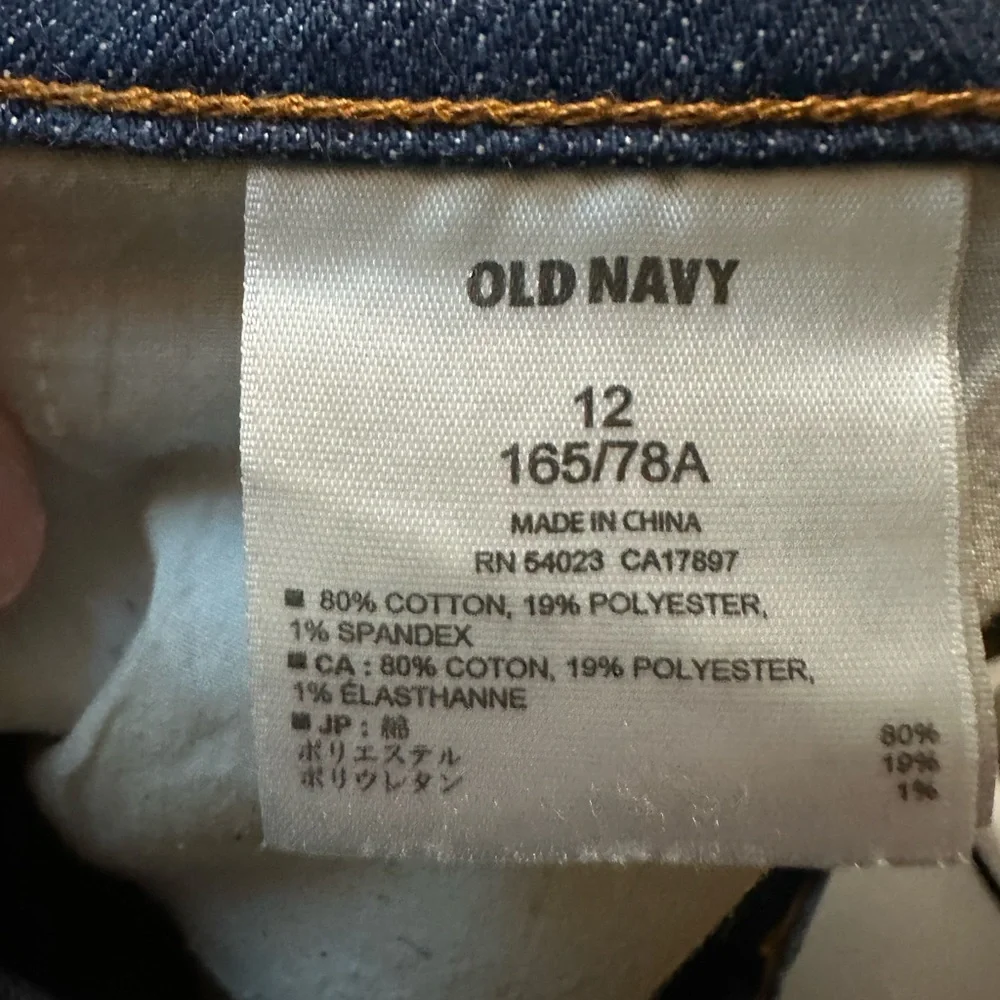 OLD NAVY
12
165/78A
MADE IN CHINA
RN 54023 CA17897
■ 80% COTTON, 19% POLYESTER,
1% SPANDEX
■ CA : 80% COTON, 19% POLYESTER,
1% ÉLASTHANNE
■ JP : 綿 80%
ポリエステル 19%
ポリウレタン 1%